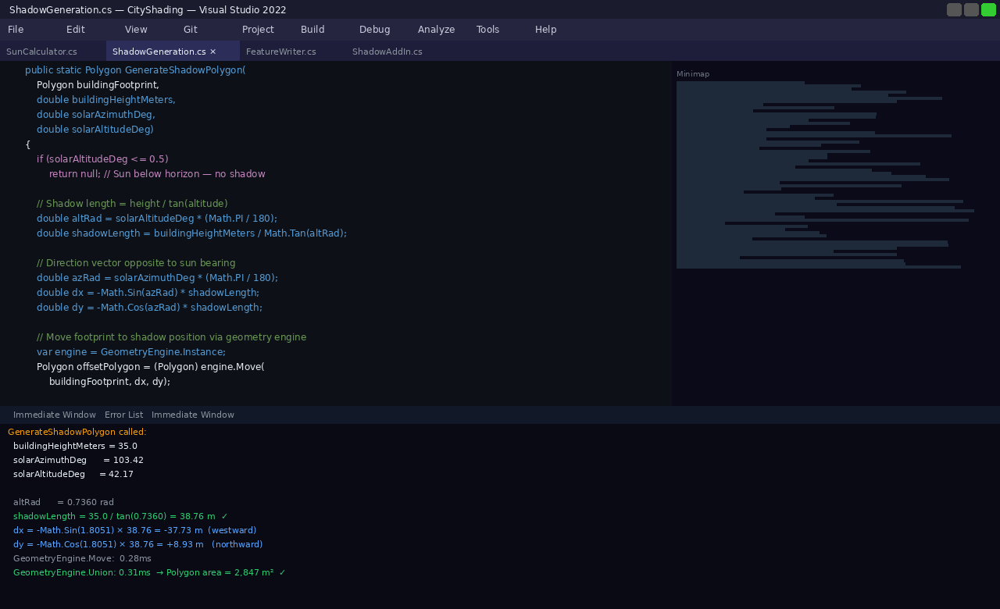 ShadowGeneration.cs — CityShading — Visual Studio 2022
File Edit View Git Project Build Debug Analyze Tools Help
SunCalculator.cs ShadowGeneration.cs × FeatureWriter.cs ShadowAddIn.cs
public static Polygon GenerateShadowPolygon(
Polygon buildingFootprint,
double buildingHeightMeters,
double solarAzimuthDeg,
double solarAltitudeDeg)
{
if (solarAltitudeDeg <= 0.5)
return null; // Sun below horizon — no shadow
// Shadow length = height / tan(altitude)
double altRad = solarAltitudeDeg * (Math.PI / 180);
double shadowLength = buildingHeightMeters / Math.Tan(altRad);
// Direction vector opposite to sun bearing
double azRad = solarAzimuthDeg * (Math.PI / 180);
double dx = -Math.Sin(azRad) * shadowLength;
double dy = -Math.Cos(azRad) * shadowLength;
// Move footprint to shadow position via geometry engine
var engine = GeometryEngine.Instance;
Polygon offsetPolygon = (Polygon) engine.Move(
buildingFootprint, dx, dy);
Minimap
Immediate Window Error List Immediate Window
GenerateShadowPolygon called:
buildingHeightMeters = 35.0
solarAzimuthDeg = 103.42
solarAltitudeDeg = 42.17
altRad = 0.7360 rad
shadowLength = 35.0 / tan(0.7360) = 38.76 m ✓
dx = -Math.Sin(1.8051) × 38.76 = -37.73 m (westward)
dy = -Math.Cos(1.8051) × 38.76 = +8.93 m (northward)
GeometryEngine.Move: 0.28ms
GeometryEngine.Union: 0.31ms → Polygon area = 2,847 m² ✓